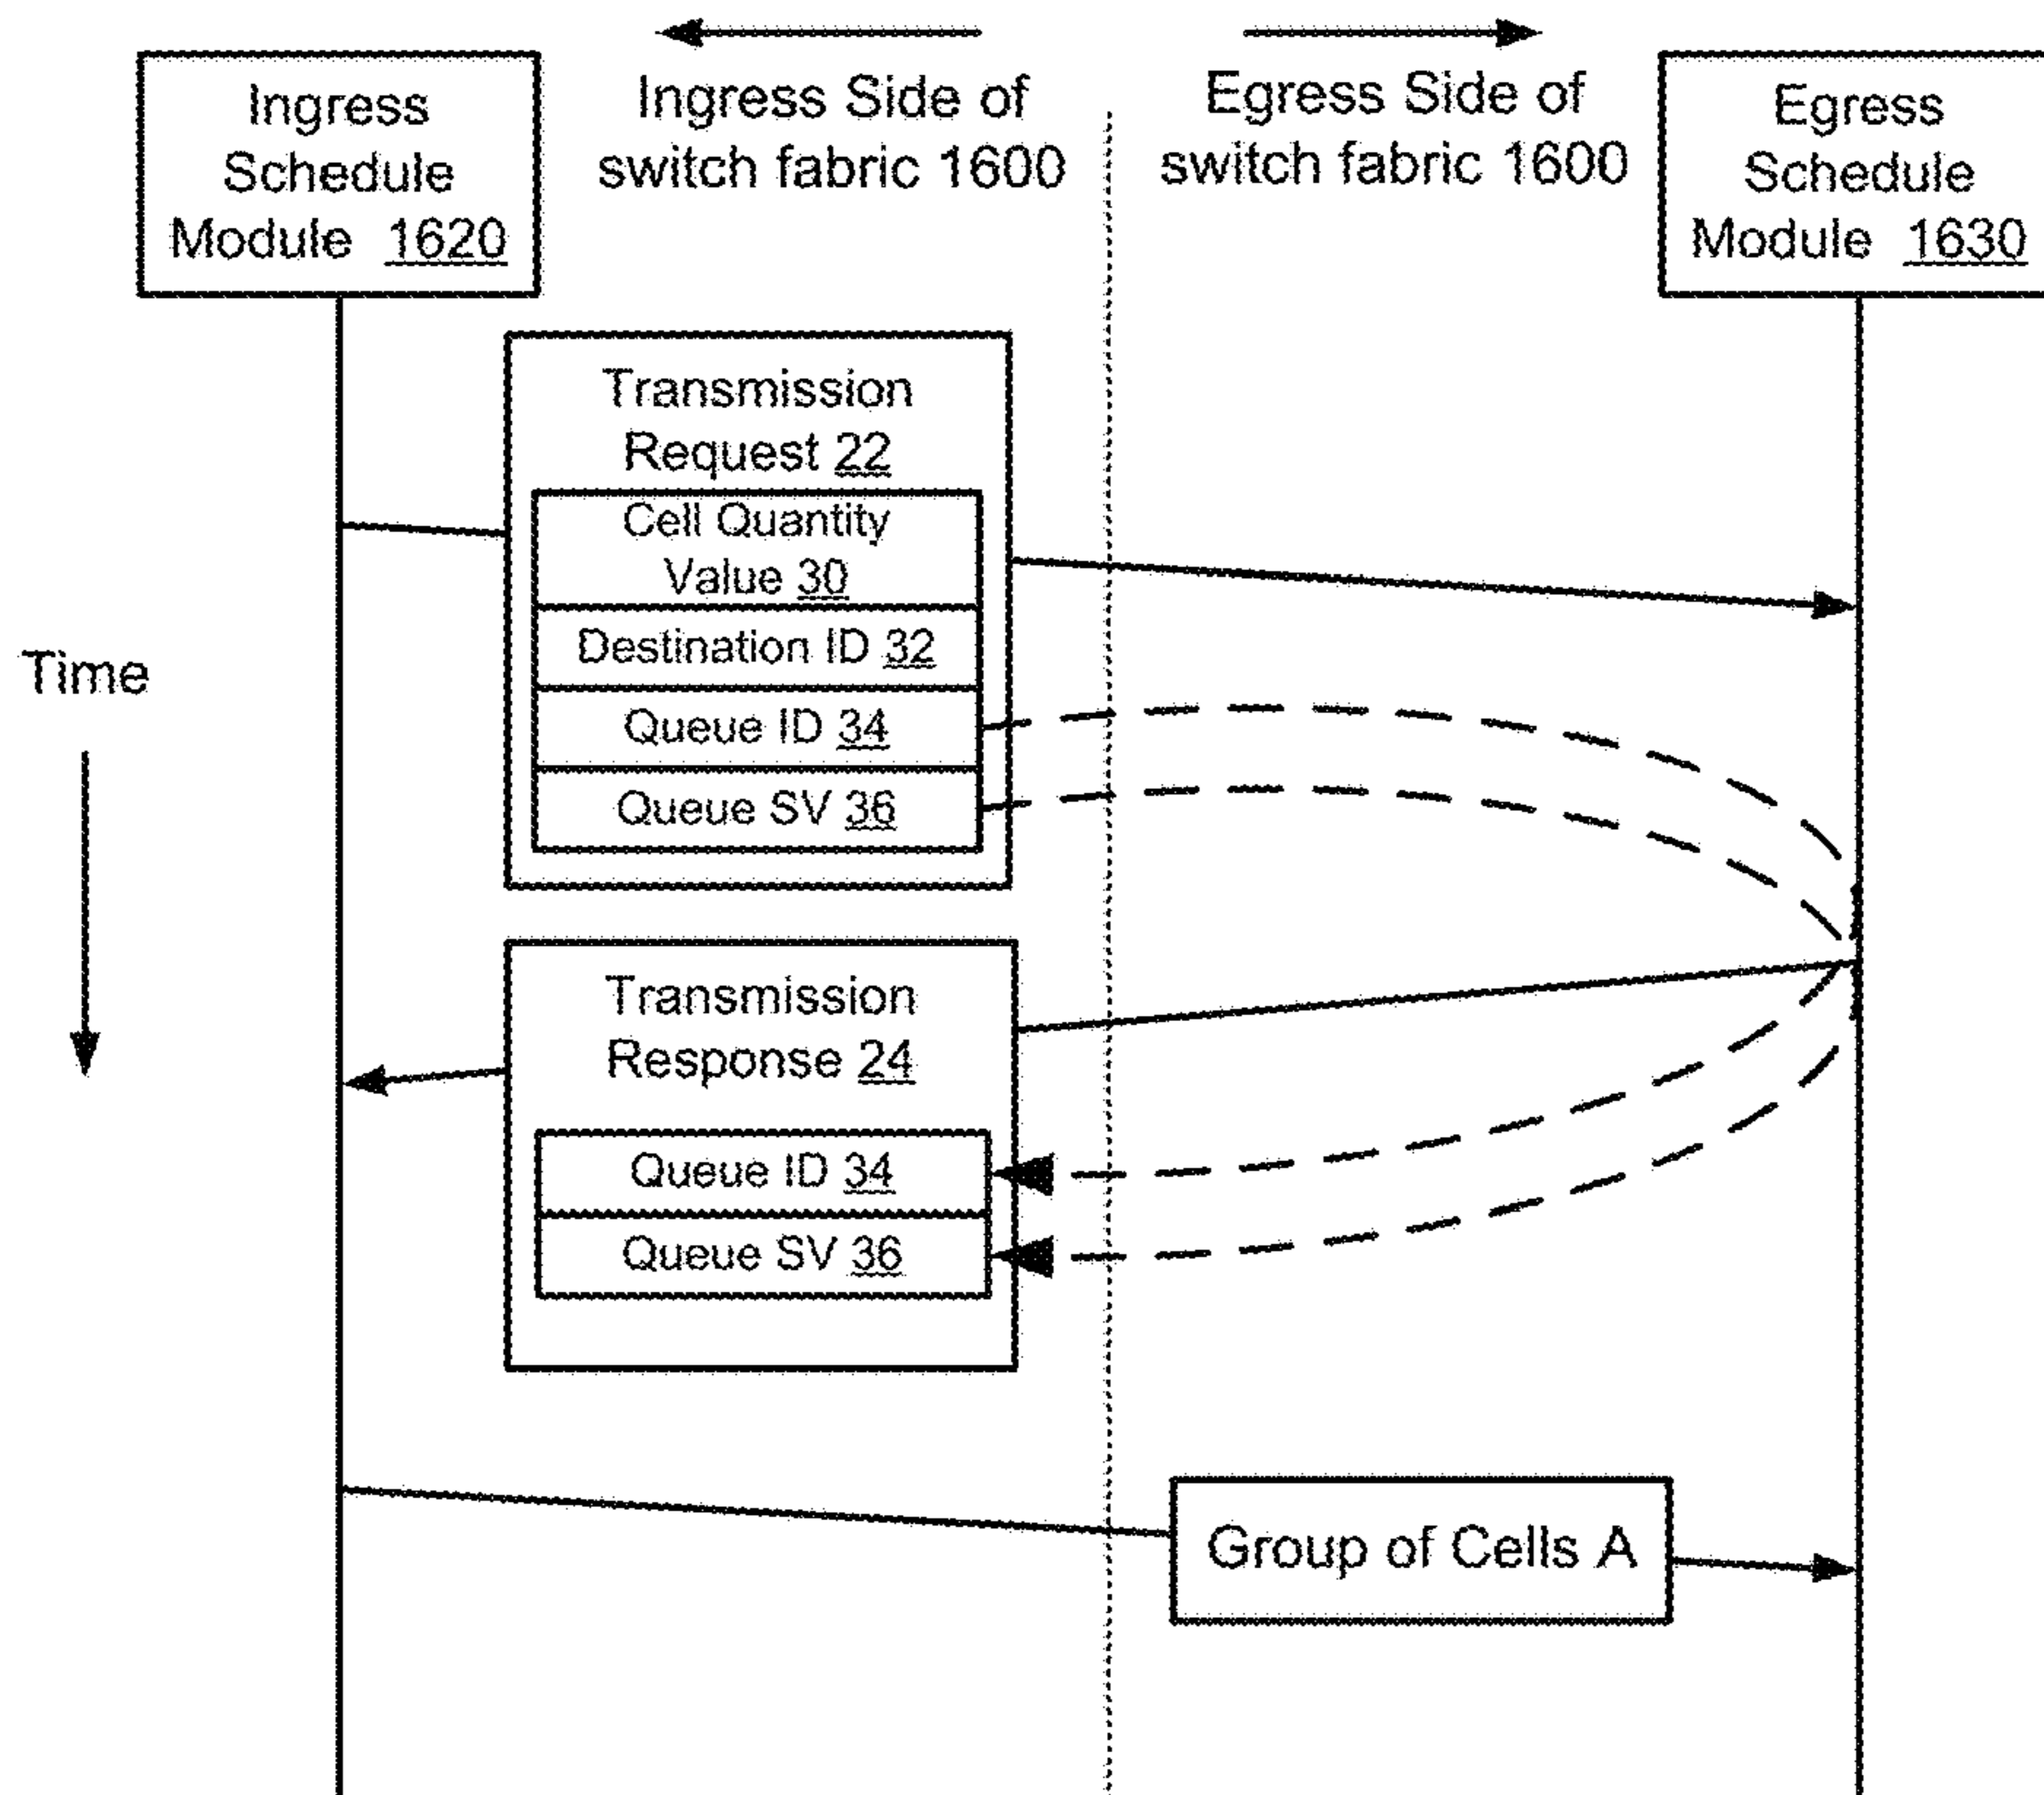 Ingress
Schedule
Module 1620
Ingress Side of
switch fabric 1600
Egress Side of
switch fabric 1600
Egress
Schedule
Module 1630
Transmission
Request 22
Cell Quantity
Value 30
Destination ID 32
Queue ID 34
Queue SV 36
Time
Transmission
Response 24
Queue ID 34
Queue SV 36
Group of Cells A